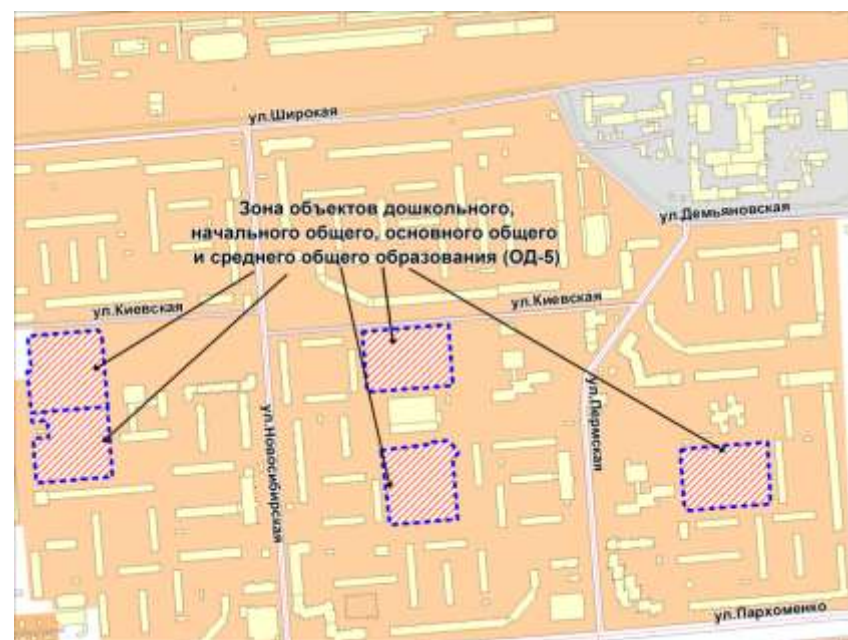 ул.Широкая
Зона объектов дошкольного,
начального общего, основного общего
и среднего общего образования (ОД-5)
ул.Демьяновская
ул.Киевская
ул.Киевская
ул.Новосибирская
ул.Пермская
ул.Пархоменко